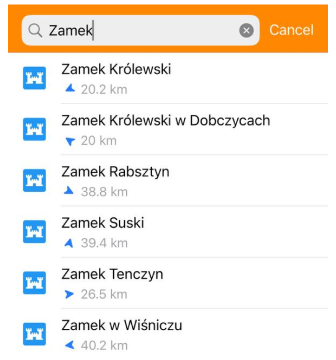 Zamek Cancel
Zamek Królewski
20.2 km
Zamek Królewski w Dobczycach
20 km
Zamek Rabsztyn
38.8 km
Zamek Suski
39.4 km
Zamek Tenczyn
26.5 km
Zamek w Wiśniczu
40.2 km